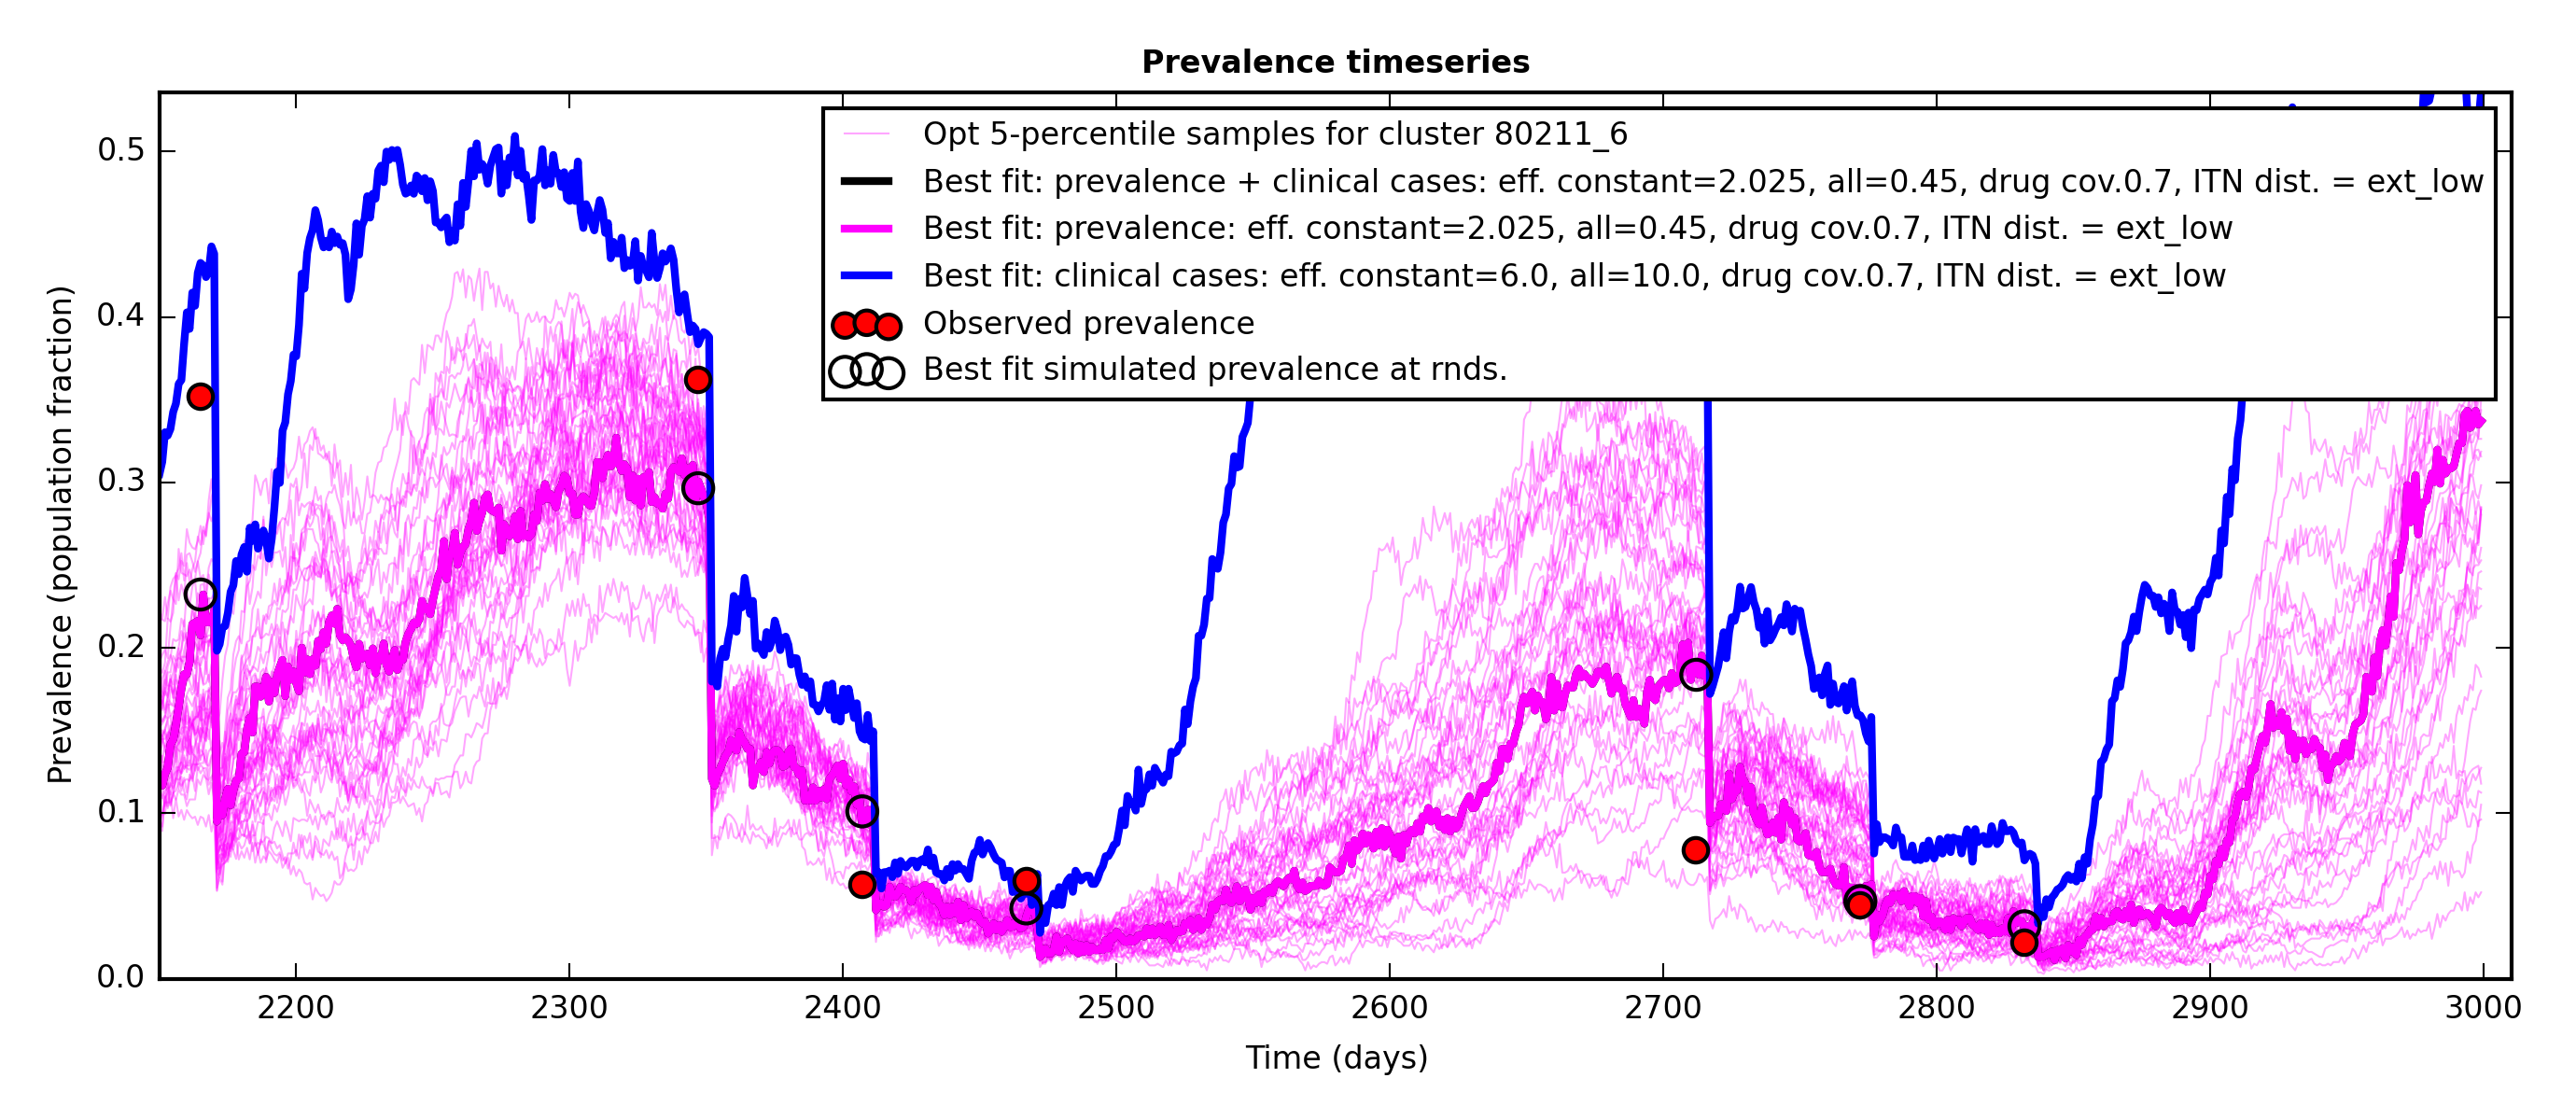 Prevalence timeseries
Opt 5-percentile samples for cluster 80211_6
Best fit: prevalence + clinical cases: eff. constant=2.025, all=0.45, drug cov.0.7, ITN dist. = ext_low
Best fit: prevalence: eff. constant=2.025, all=0.45, drug cov.0.7, ITN dist. = ext_low
Best fit: clinical cases: eff. constant=6.0, all=10.0, drug cov.0.7, ITN dist. = ext_low
Observed prevalence
Best fit simulated prevalence at rnds.
Prevalence (population fraction)
0.5
0.4
0.3
0.2
0.1
0.0
2200 2300 2400 2500 2600 2700 2800 2900 3000
Time (days)